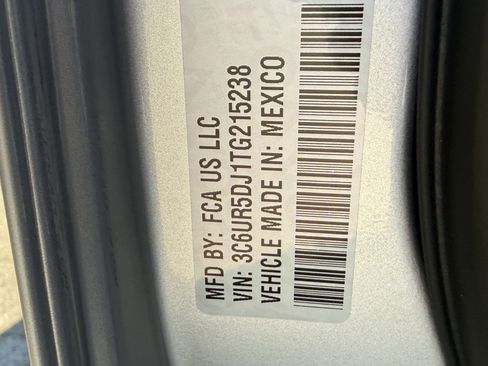 MFD BY: FCA US LLC
VIN: 3C6UR5DJ1TG215238
VEHICLE MADE IN: MEXICO